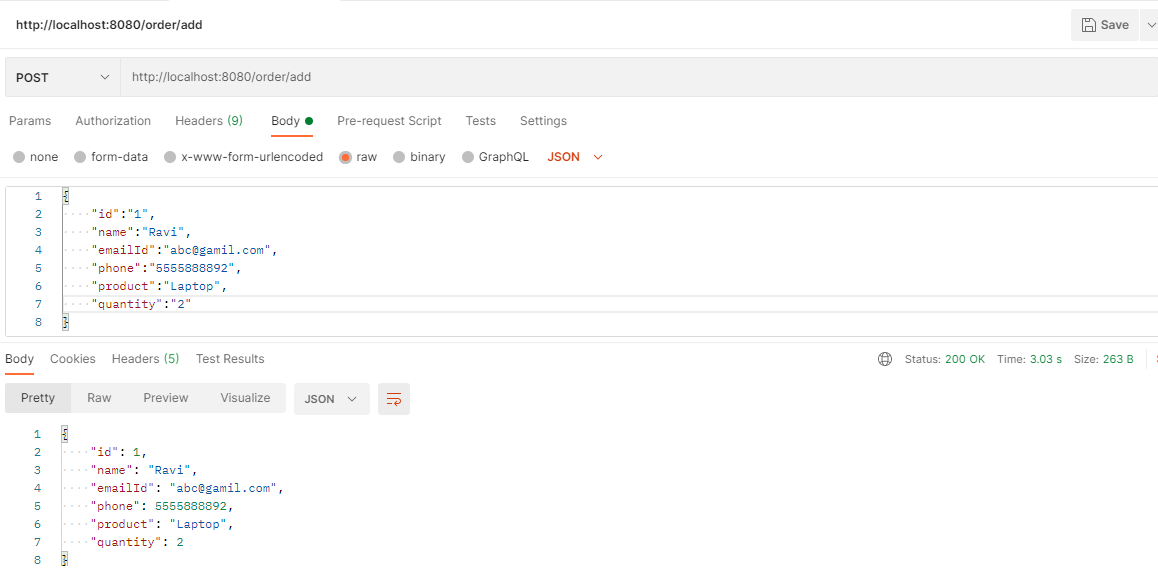 http://localhost:8080/order/add
Save
POST http://localhost:8080/order/add
Params Authorization Headers (9) Body Pre-request Script Tests Settings
none form-data x-www-form-urlencoded raw binary GraphQL JSON
1 {
2 "id":"1",
3 "name":"Ravi",
4 "emailId":"abc@gamil.com",
5 "phone":"5555888892",
6 "product":"Laptop",
7 "quantity":"2"
8 }
Body Cookies Headers (5) Test Results Status: 200 OK Time: 3.03 s Size: 263 B
Pretty Raw Preview Visualize JSON
1 {
2 "id": 1,
3 "name": "Ravi",
4 "emailId": "abc@gamil.com",
5 "phone": 5555888892,
6 "product": "Laptop",
7 "quantity": 2
8 }